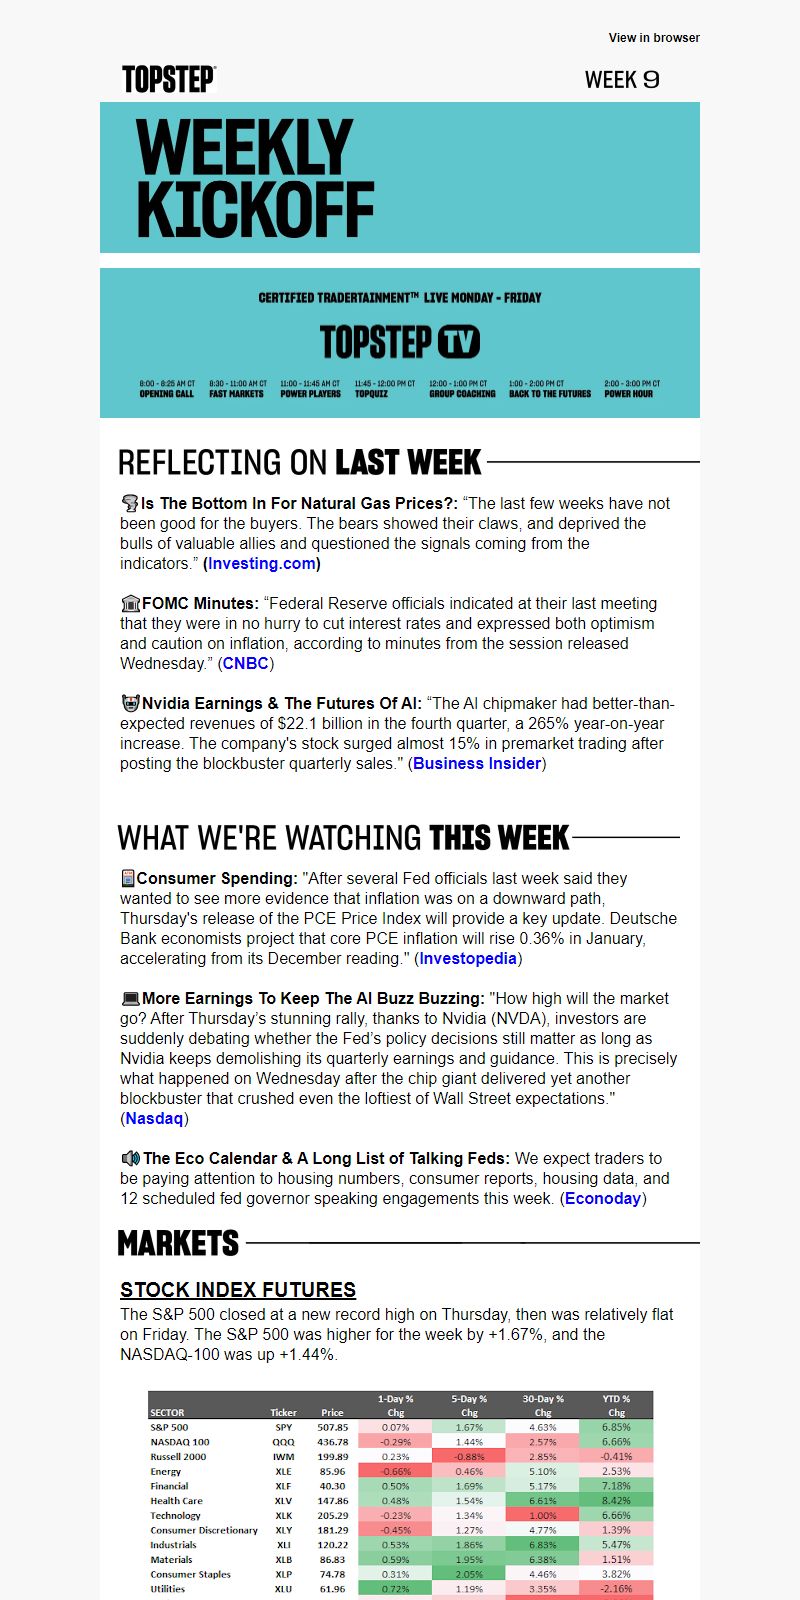 View in browser
TOPSTEP®
WEEK 9
WEEKLY
KICKOFF
CERTIFIED TRADERTAINMENT™ LIVE MONDAY - FRIDAY
TOPSTEP TV
8:00 - 8:25 AM CT 8:30 - 11:00 AM CT 11:00 - 11:45 AM CT 11:45 - 12:00 PM CT 12:00 - 1:00 PM CT 1:00 - 2:00 PM CT 2:00 - 3:00 PM CT
OPENING CALL FAST MARKETS POWER PLAYERS TOPQUIZ GROUP COACHING BACK TO THE FUTURES POWER HOUR
REFLECTING ON LAST WEEK
Is The Bottom In For Natural Gas Prices?: “The last few weeks have not
been good for the buyers. The bears showed their claws, and deprived the
bulls of valuable allies and questioned the signals coming from the
indicators.” (Investing.com)
FOMC Minutes: “Federal Reserve officials indicated at their last meeting
that they were in no hurry to cut interest rates and expressed both optimism
and caution on inflation, according to minutes from the session released
Wednesday.” (CNBC)
Nvidia Earnings & The Futures Of AI: “The AI chipmaker had better-than-
expected revenues of $22.1 billion in the fourth quarter, a 265% year-on-year
increase. The company's stock surged almost 15% in premarket trading after
posting the blockbuster quarterly sales." (Business Insider)
WHAT WE'RE WATCHING THIS WEEK
Consumer Spending: "After several Fed officials last week said they
wanted to see more evidence that inflation was on a downward path,
Thursday's release of the PCE Price Index will provide a key update. Deutsche
Bank economists project that core PCE inflation will rise 0.36% in January,
accelerating from its December reading." (Investopedia)
More Earnings To Keep The AI Buzz Buzzing: "How high will the market
go? After Thursday’s stunning rally, thanks to Nvidia (NVDA), investors are
suddenly debating whether the Fed’s policy decisions still matter as long as
Nvidia keeps demolishing its quarterly earnings and guidance. This is precisely
what happened on Wednesday after the chip giant delivered yet another
blockbuster that crushed even the loftiest of Wall Street expectations."
(Nasdaq)
The Eco Calendar & A Long List of Talking Feds: We expect traders to
be paying attention to housing numbers, consumer reports, housing data, and
12 scheduled fed governor speaking engagements this week. (Econoday)
MARKETS
STOCK INDEX FUTURES
The S&P 500 closed at a new record high on Thursday, then was relatively flat
on Friday. The S&P 500 was higher for the week by +1.67%, and the
NASDAQ-100 was up +1.44%.
1-Day % 5-Day % 30-Day % YTD %
SECTOR Ticker Price Chg Chg Chg Chg
S&P 500 SPY 507.85 0.07% 1.67% 4.63% 6.85%
NASDAQ 100 QQQ 436.78 -0.29% 1.44% 2.57% 6.66%
Russell 2000 IWM 199.89 0.23% -0.88% 2.85% -0.41%
Energy XLE 85.96 -0.66% 0.46% 5.10% 2.53%
Financial XLF 40.30 0.50% 1.69% 5.17% 7.18%
Health Care XLV 147.86 0.48% 1.54% 6.61% 8.42%
Technology XLK 205.29 -0.23% 1.34% 1.00% 6.66%
Consumer Discretionary XLY 181.29 -0.45% 1.27% 4.77% 1.39%
Industrials XLI 120.22 0.53% 1.86% 6.83% 5.47%
Materials XLB 86.83 0.59% 1.95% 6.38% 1.51%
Consumer Staples XLP 74.78 0.31% 2.05% 4.46% 3.82%
Utilities XLU 61.96 0.72% 1.19% 3.35% -2.16%